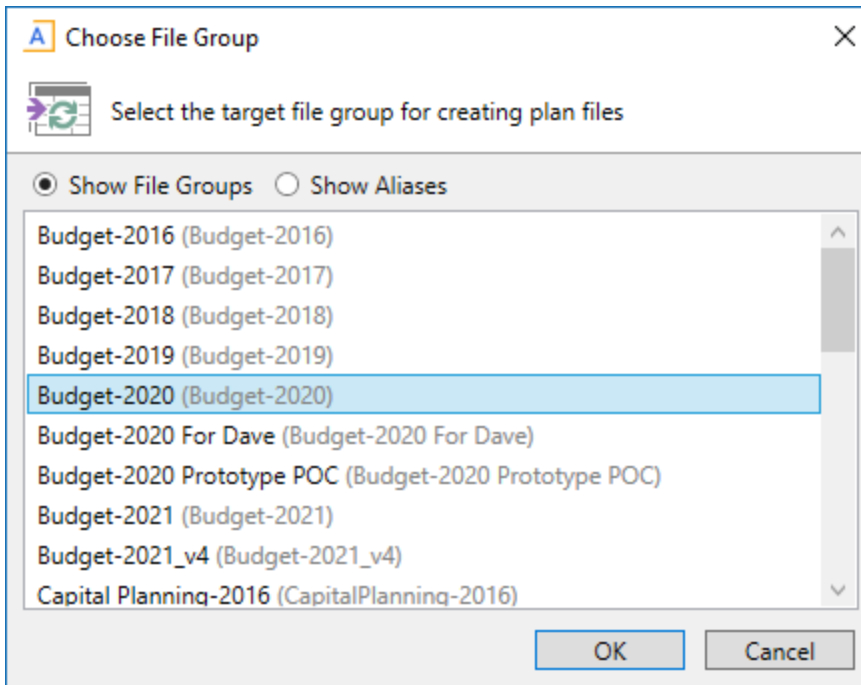 A Choose File Group
Select the target file group for creating plan files
Show File Groups Show Aliases
Budget-2016 (Budget-2016)
Budget-2017 (Budget-2017)
Budget-2018 (Budget-2018)
Budget-2019 (Budget-2019)
Budget-2020 (Budget-2020)
Budget-2020 For Dave (Budget-2020 For Dave)
Budget-2020 Prototype POC (Budget-2020 Prototype POC)
Budget-2021 (Budget-2021)
Budget-2021_v4 (Budget-2021_v4)
Capital Planning-2016 (CapitalPlanning-2016)
OK Cancel